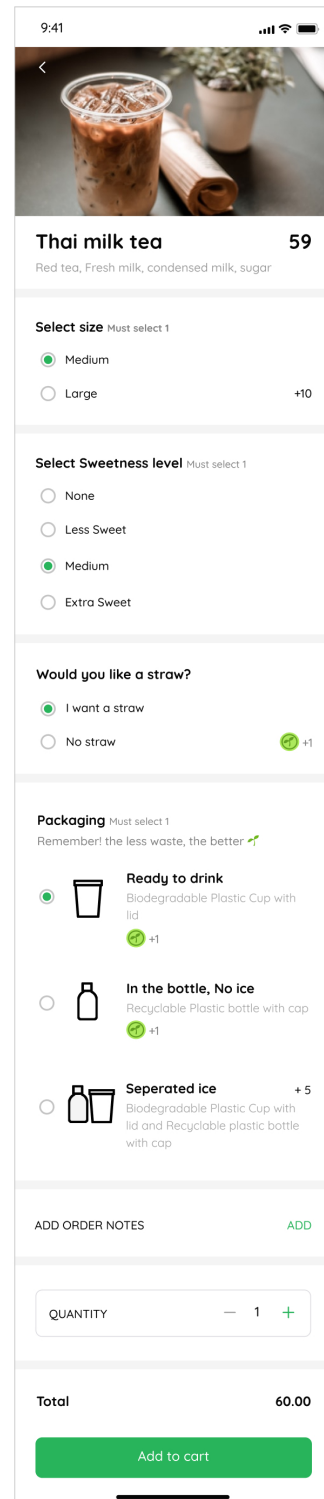 9:41
Thai milk tea 59
Red tea, Fresh milk, condensed milk, sugar
Select size Must select 1
Medium
Large +10
Select Sweetness level Must select 1
None
Less Sweet
Medium
Extra Sweet
Would you like a straw?
I want a straw
No straw +1
Packaging Must select 1
Remember! the less waste, the better
Ready to drink
Biodegradable Plastic Cup with
lid
+1
In the bottle, No ice
Recyclable Plastic bottle with cap
+1
Seperated ice + 5
Biodegradable Plastic Cup with
lid and Recyclable plastic bottle
with cap
ADD ORDER NOTES ADD
QUANTITY — 1 +
Total 60.00
Add to cart